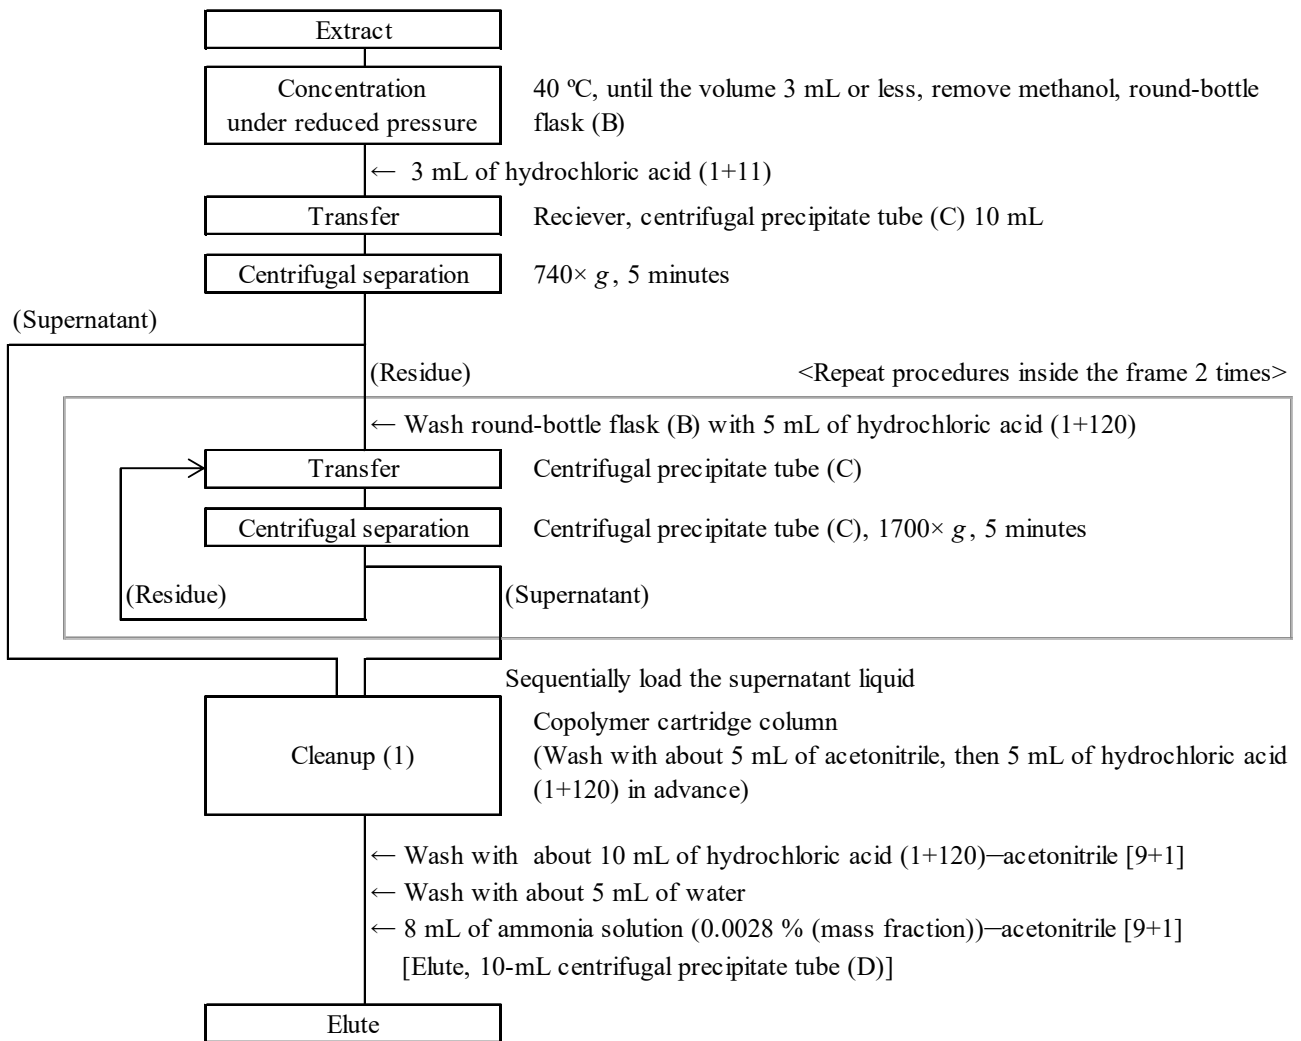 Extract
Concentration
under reduced pressure
40 ºC, until the volume 3 mL or less, remove methanol, round-bottle
flask (B)
← 3 mL of hydrochloric acid (1+11)
Transfer
Reciever, centrifugal precipitate tube (C) 10 mL
Centrifugal separation
740× g, 5 minutes
(Supernatant)
(Residue)
<Repeat procedures inside the frame 2 times>
← Wash round-bottle flask (B) with 5 mL of hydrochloric acid (1+120)
Transfer
Centrifugal precipitate tube (C)
Centrifugal separation
Centrifugal precipitate tube (C), 1700× g, 5 minutes
(Residue)
(Supernatant)
Sequentially load the supernatant liquid
Cleanup (1)
Copolymer cartridge column
(Wash with about 5 mL of acetonitrile, then 5 mL of hydrochloric acid
(1+120) in advance)
← Wash with about 10 mL of hydrochloric acid (1+120)─acetonitrile [9+1]
← Wash with about 5 mL of water
← 8 mL of ammonia solution (0.0028 % (mass fraction))─acetonitrile [9+1]
[Elute, 10-mL centrifugal precipitate tube (D)]
Elute